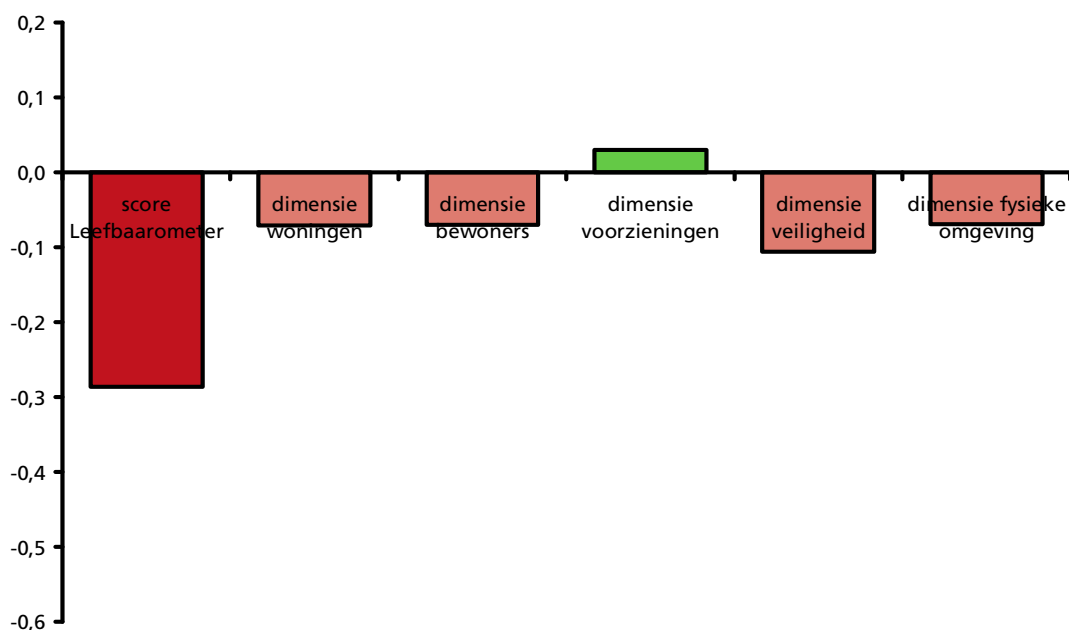 0,2
0,1
0,0
score
Leefbaarometer
dimensie
woningen
dimensie
bewoners
dimensie
voorzieningen
dimensie
veiligheid
dimensie fysieke
omgeving
-0,1
-0,2
-0,3
-0,4
-0,5
-0,6